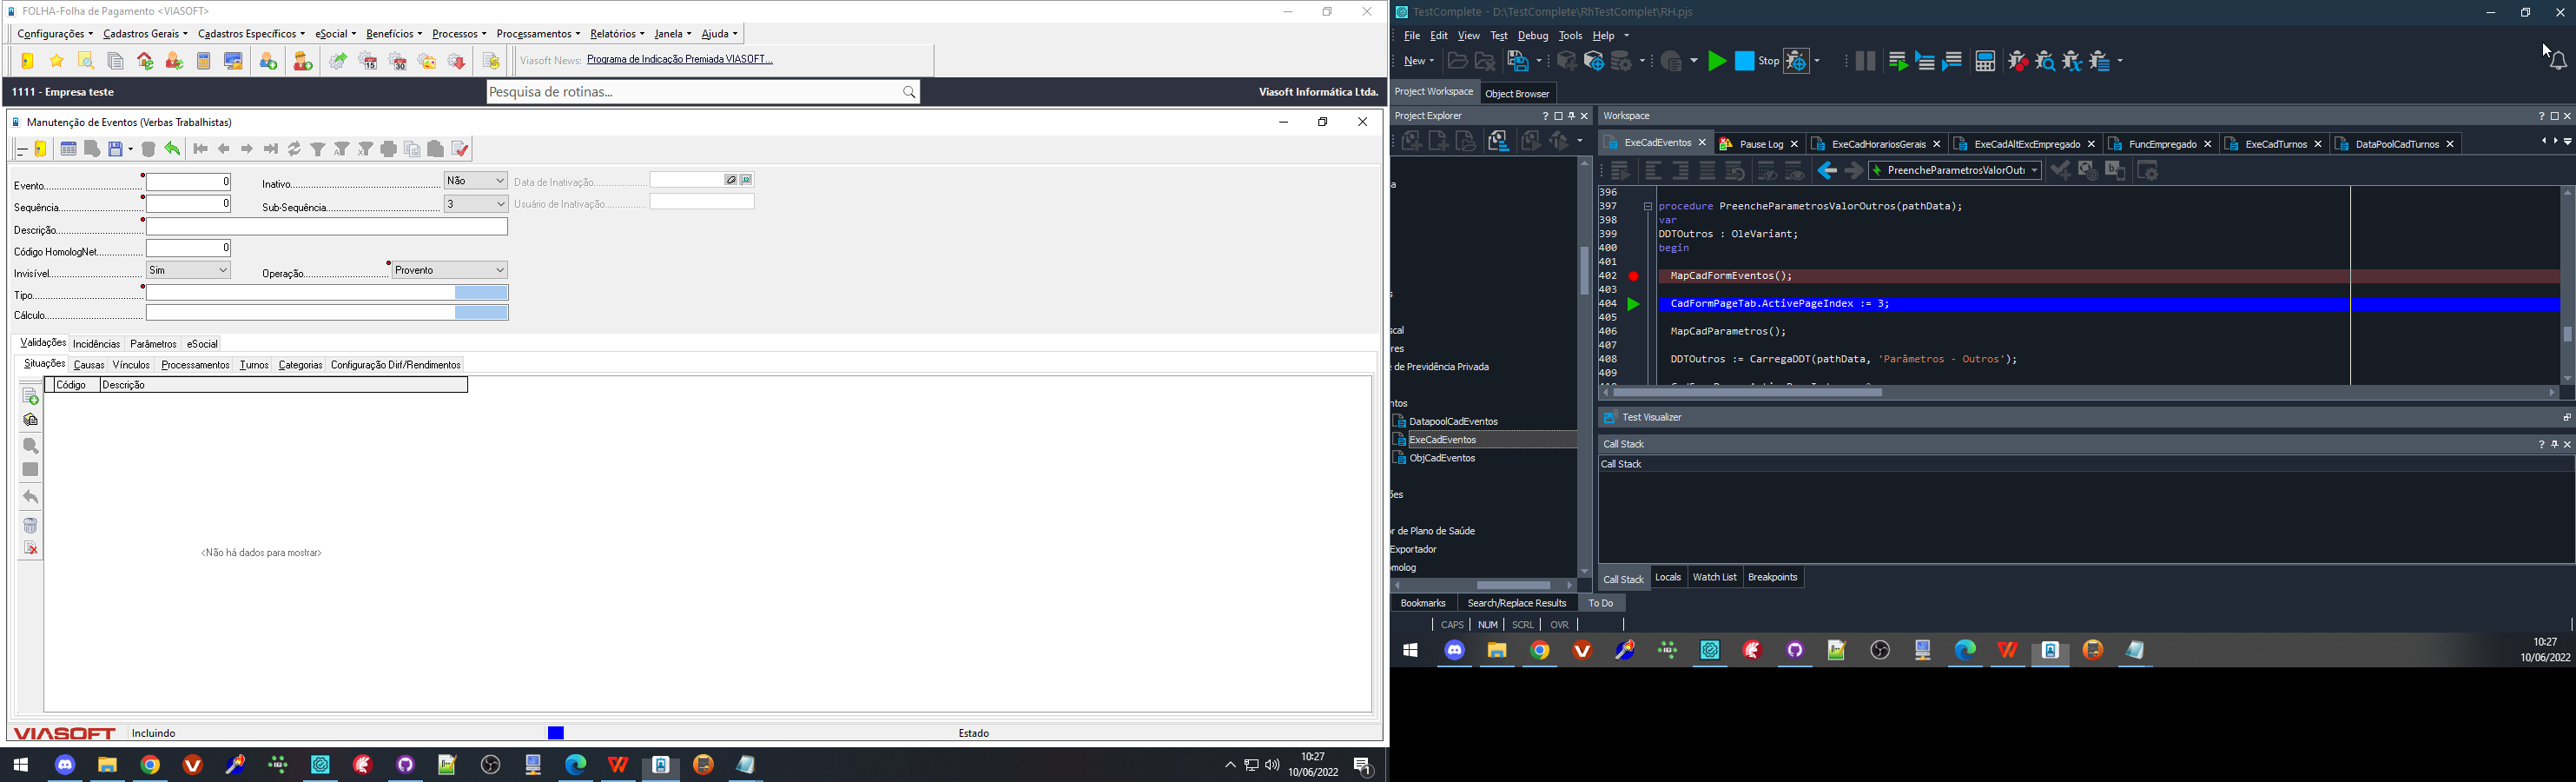 FOLHA-Folha de Pagamento <VIASOFT>
Configurações Cadastros Gerais Cadastros Específicos eSocial Benefícios Processos Processamentos Relatórios Janela Ajuda
Viasoft News: Programa de Indicação Premiada VIASOFT...
1111 - Empresa teste
Pesquisa de rotinas...
Viasoft Informática Ltda.
Manutenção de Eventos (Verbas Trabalhistas)
Evento 0 Inativo Não Data de Inativação
Sequência 0 Sub-Sequência 3 Usuário de Inativação
Descrição
Código HomologNet 0
Invisível Sim Operação Provento
Tipo
Cálculo
Validações Incidências Parâmetros eSocial
Situações Causas Vínculos Processamentos Turnos Categorias Configuração Dirf/Rendimentos
Código Descrição
<Não há dados para mostrar>
VIASOFT Incluindo Estado
10:27
10/06/2022
1
TestComplete - D:\TestComplete\RhTestComplet\RH.pjs
File Edit View Test Debug Tools Help
New Stop
Project Workspace Object Browser
Project Explorer
Workspace
ExeCadEventos Pause Log ExeCadHorariosGerais ExeCadAltExcEmpregado FuncEmpregado ExeCadTurnos DataPoolCadTurnos
PreencheParametrosValorOutr
a
s
scal
res
e de Previdência Privada
ntos
DatapoolCadEventos
ExeCadEventos
ObjCadEventos
ões
or de Plano de Saúde
Exportador
omolog
396
397 procedure PreencheParametrosValorOutros(pathData);
398 var
399 DDTOutros : OleVariant;
400 begin
401
402 MapCadFormEventos();
403
404 CadFormPageTab.ActivePageIndex := 3;
405
406 MapCadParametros();
407
408 DDTOutros := CarregaDDT(pathData, 'Parâmetros - Outros');
409
Test Visualizer
Call Stack
Call Stack
Call Stack Locals Watch List Breakpoints
Bookmarks Search/Replace Results To Do
CAPS NUM SCRL OVR
10:27
10/06/2022